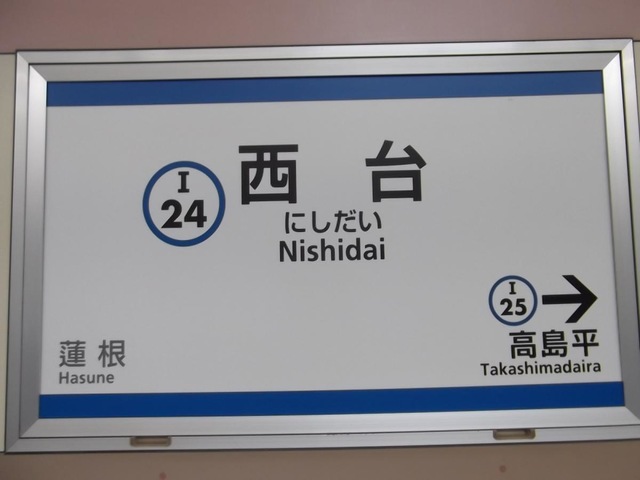 I
24
西 台
にしだい
Nishidai
I
25
蓮根
Hasune
高島平
Takashimadaira